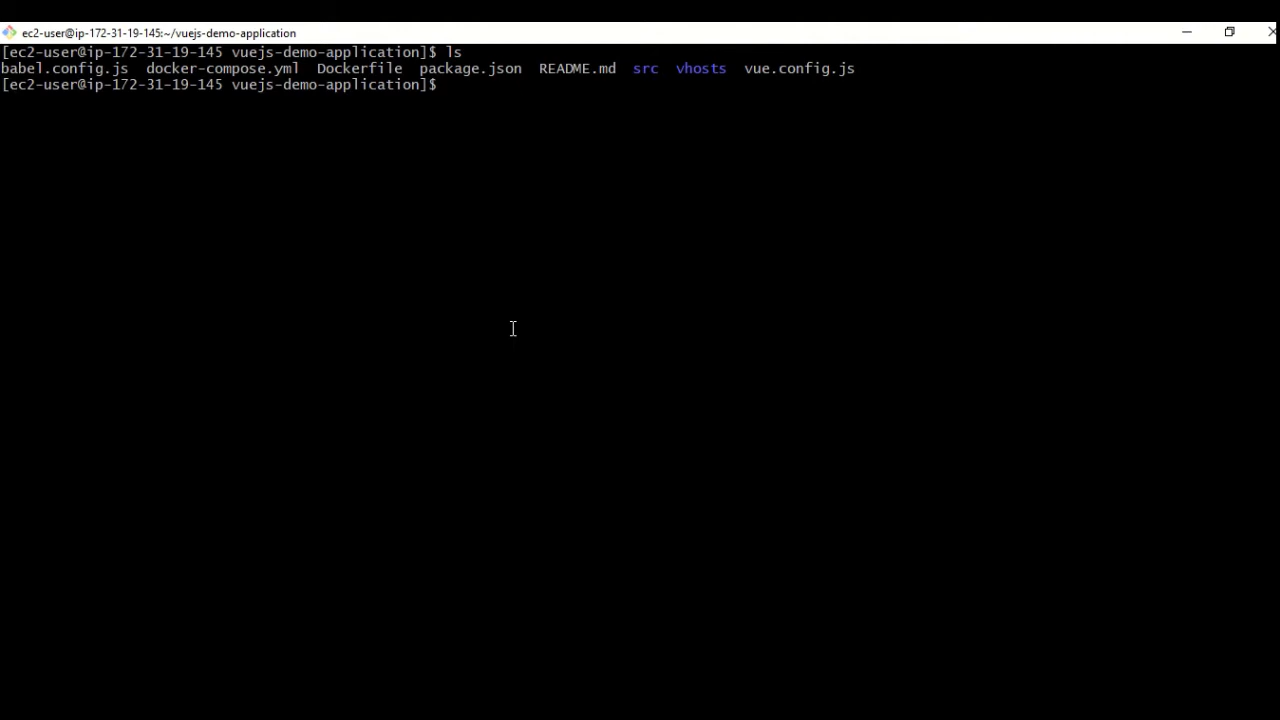 ec2-user@ip-172-31-19-145:~/vuejs-demo-application
[ec2-user@ip-172-31-19-145 vuejs-demo-application]$ ls
babel.config.js  docker-compose.yml  Dockerfile  package.json  README.md  src  vhosts  vue.config.js
[ec2-user@ip-172-31-19-145 vuejs-demo-application]$